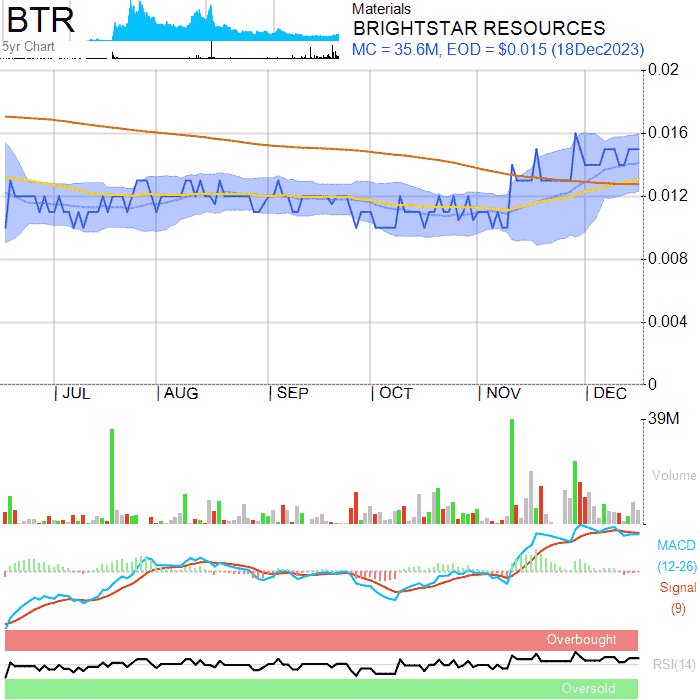 BTR
5yr Chart
Materials
BRIGHTSTAR RESOURCES
MC = 35.6M, EOD = $0.015 (18Dec2023)
0.02
0.016
0.012
0.008
0.004
0
JUL
AUG
SEP
OCT
NOV
DEC
39M
Volume
MACD
(12-26)
Signal
(9)
Overbought
RSI(14)
Oversold